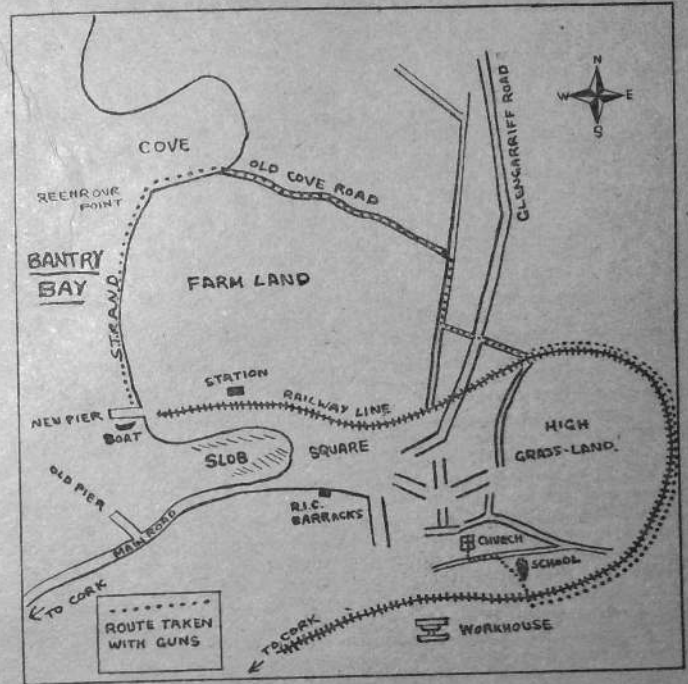 N
W E
S
COVE
REENROUR
POINT
OLD COVE ROAD
GLENGARRIFF ROAD
BANTRY
BAY
STRAND
FARM LAND
STATION
RAILWAY LINE
NEW PIER
BOAT
SLOB
SQUARE
HIGH
GRASS-LAND.
OLD PIER
MAIN ROAD
R.I.C.
BARRACKS
CHURCH
SCHOOL
TO CORK
ROUTE TAKEN
WITH GUNS
TO CORK
WORKHOUSE